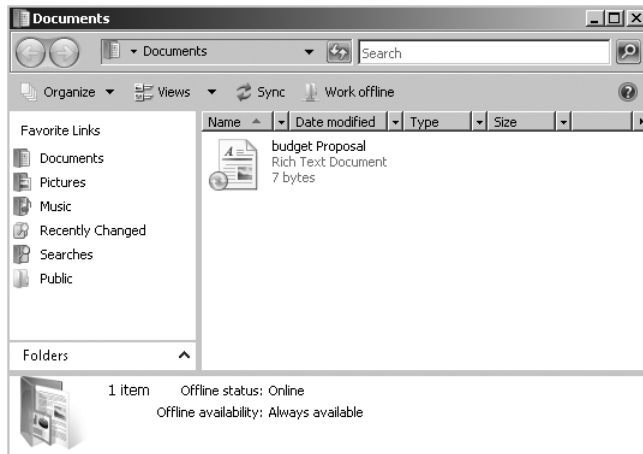 Documents
Documents
Search
Organize Views Sync Work offline
Favorite Links
Documents
Pictures
Music
Recently Changed
Searches
Public
Folders
Name Date modified Type Size
budget Proposal
Rich Text Document
7 bytes
1 item Offline status: Online
Offline availability: Always available